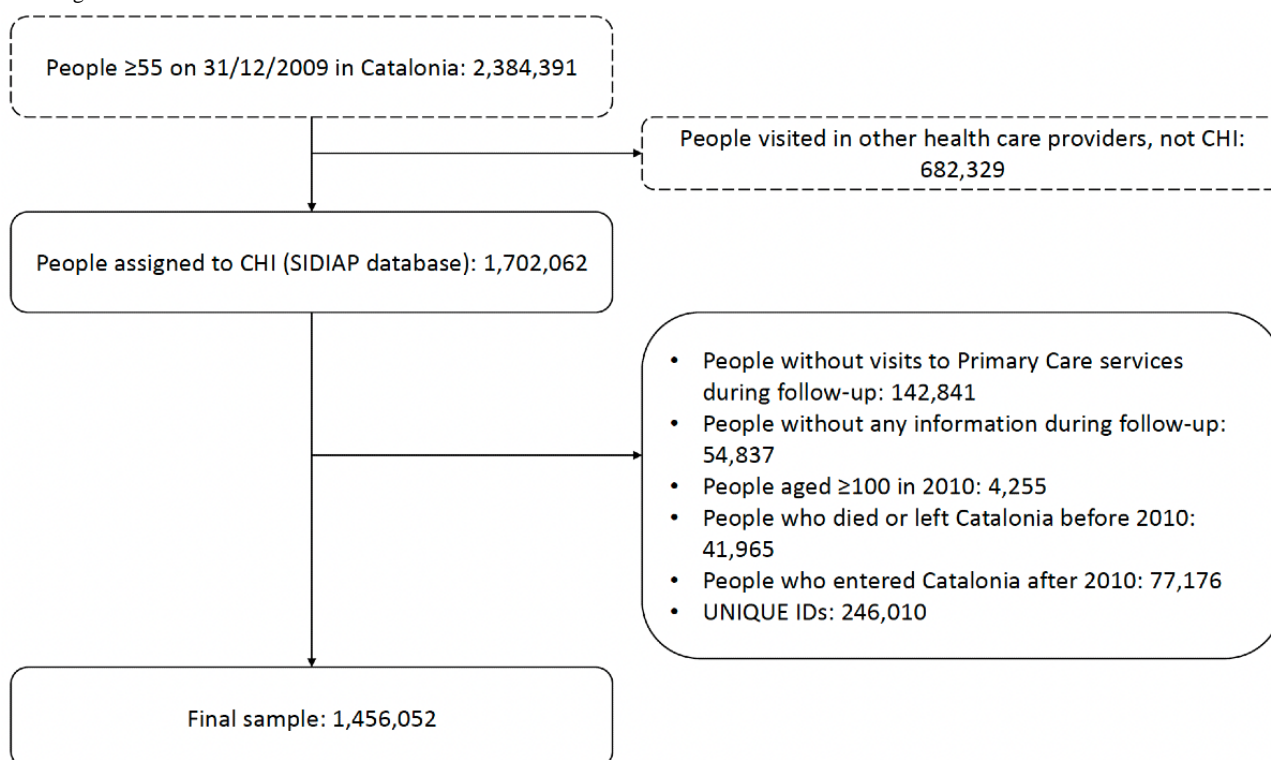 People ≥55 on 31/12/2009 in Catalonia: 2,384,391
People visited in other health care providers, not CHI:
682,329
People assigned to CHI (SIDIAP database): 1,702,062
• People without visits to Primary Care services
during follow-up: 142,841
• People without any information during follow-up:
54,837
• People aged ≥100 in 2010: 4,255
• People who died or left Catalonia before 2010:
41,965
• People who entered Catalonia after 2010: 77,176
• UNIQUE IDs: 246,010
Final sample: 1,456,052